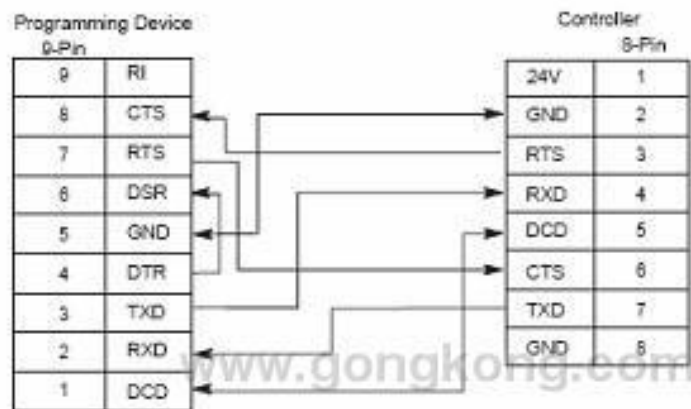 Programming Device
9-Pin
9 RI
8 CTS
7 RTS
6 DSR
5 GND
4 DTR
3 TXD
2 RXD
1 DCD
Controller
8-Pin
24V 1
GND 2
RTS 3
RXD 4
DCD 5
CTS 6
TXD 7
GND 8
www.gongkong.com